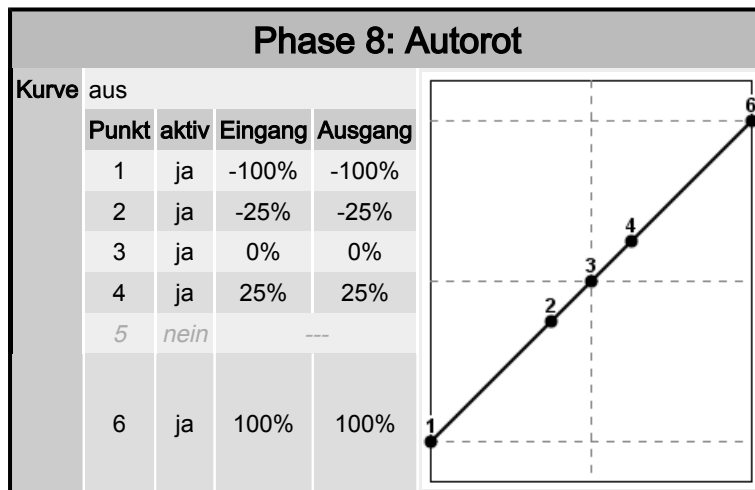 Phase 8: Autorot
Kurve aus
Punkt aktiv Eingang Ausgang
1 ja -100% -100%
2 ja -25% -25%
3 ja 0% 0%
4 ja 25% 25%
5 nein ---
6 ja 100% 100%
6
4
3
2
1